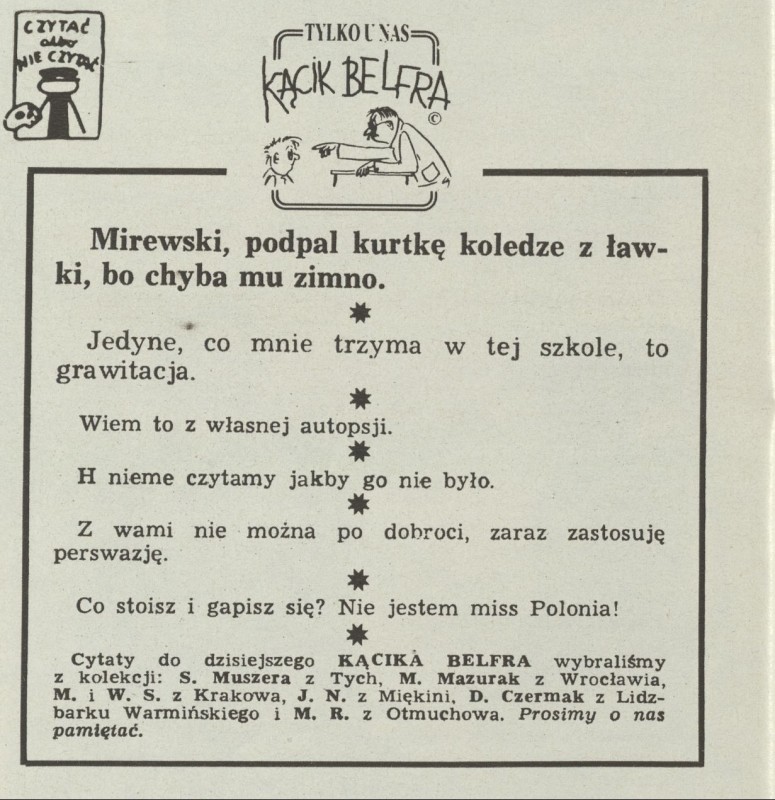 CZYTAĆ
albo
NIE CZYTAĆ
TYLKO U NAS
KĄCIK BELFRA
©
Mirewski, podpal kurtkę koledze z ław-
ki, bo chyba mu zimno.
Jedyne, co mnie trzyma w tej szkole, to
grawitacja.
Wiem to z własnej autopsji.
H nieme czytamy jakby go nie było.
Z wami nie można po dobroci, zaraz zastosuję
perswazję.
Co stoisz i gapisz się? Nie jestem miss Polonia!
Cytaty do dzisiejszego KĄCIKA BELFRA wybraliśmy
z kolekcji: S. Muszera z Tych, M. Mazurak z Wrocławia,
M. i W. S. z Krakowa, J. N. z Miękini, D. Czermak z Lidz-
barku Warmińskiego i M. R. z Otmuchowa. Prosimy o nas
pamiętać.